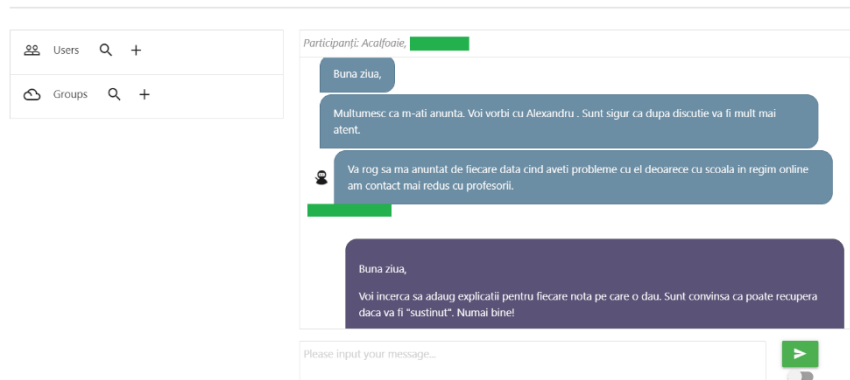 Participanți: Acalfoaie,
Users
Groups
Buna ziua,
Multumesc ca m-ati anunta. Voi vorbi cu Alexandru . Sunt sigur ca dupa discutie va fi mult mai
atent.
Va rog sa ma anuntat de fiecare data cind aveti probleme cu el deoarece cu scoala in regim online
am contact mai redus cu profesorii.
Buna ziua,
Voi incerca sa adaug explicatii pentru fiecare nota pe care o dau. Sunt convinsa ca poate recupera
daca va fi "sustinut". Numai bine!
Please input your message...